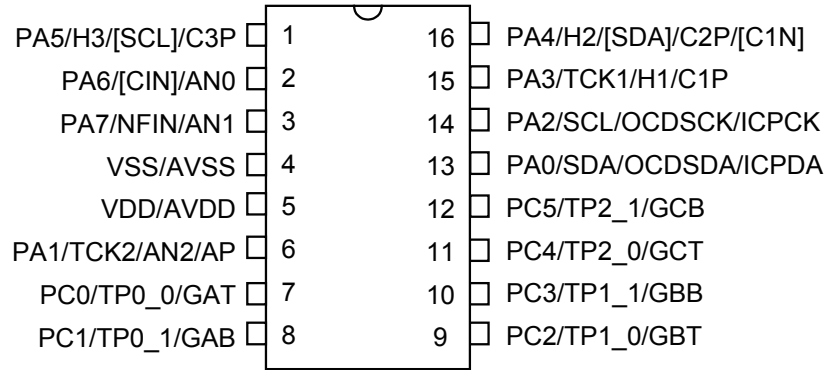 PA5/H3/[SCL]/C3P 1 16 PA4/H2/[SDA]/C2P/[C1N]
PA6/[CIN]/AN0 2 15 PA3/TCK1/H1/C1P
PA7/NFIN/AN1 3 14 PA2/SCL/OCDSCK/ICPCK
VSS/AVSS 4 13 PA0/SDA/OCDSDA/ICPDA
VDD/AVDD 5 12 PC5/TP2_1/GCB
PA1/TCK2/AN2/AP 6 11 PC4/TP2_0/GCT
PC0/TP0_0/GAT 7 10 PC3/TP1_1/GBB
PC1/TP0_1/GAB 8 9 PC2/TP1_0/GBT